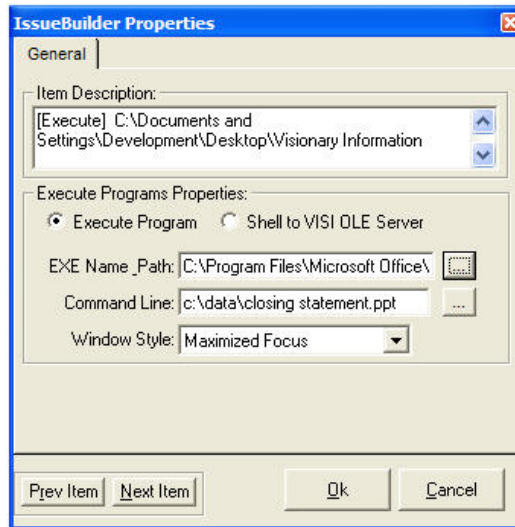 IssueBuilder Properties
General
Item Description:
[Execute] C:\Documents and
Settings\Development\Desktop\Visionary Information
Execute Programs Properties:
Execute Program Shell to VISI OLE Server
EXE Name _Path: C:\Program Files\Microsoft Office\ ...
Command Line: c:\data\closing statement.ppt ...
Window Style: Maximized Focus
Prev Item Next Item Ok Cancel